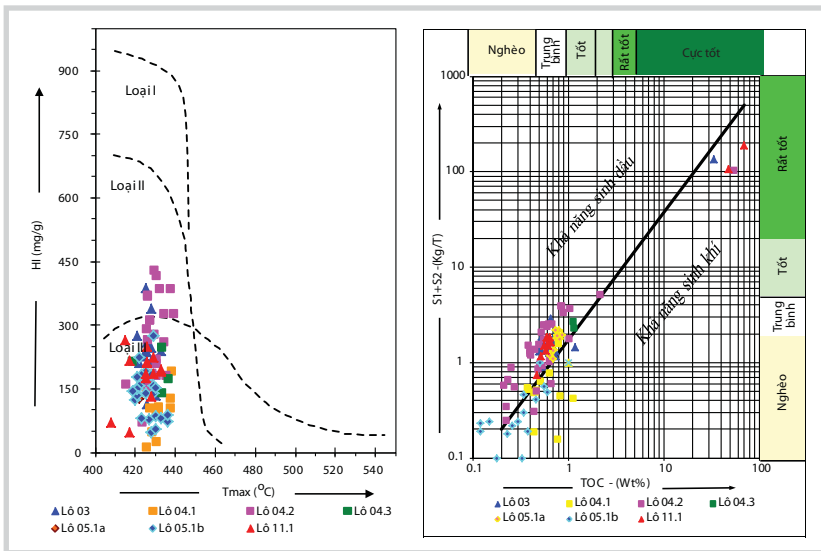 900
750
600
450
300
150
0
HI (mg/g)
Loại I
Loại II
Loại III
400
420
440
460
480
500
520
540
Tmax (°C)
Lô 03
Lô 04.1
Lô 04.2
Lô 04.3
Lô 05.1a
Lô 05.1b
Lô 11.1
Nghèo
Trung bình
Tốt
Rất tốt
Cực tốt
1000
100
10
1
0.1
S1+S2 -(Kg/T)
Khả năng sinh dầu
Khả năng sinh khí
Rất tốt
Tốt
Trung bình
Nghèo
0.1
1
10
100
TOC - (Wt%)
Lô 03
Lô 04.1
Lô 04.2
Lô 04.3
Lô 05.1a
Lô 05.1b
Lô 11.1